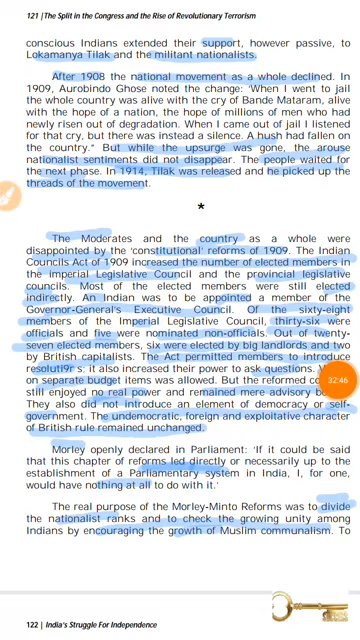 121 | The Split in the Congress and the Rise of Revolutionary Terrorism
conscious Indians extended their support, however passive, to
Lokamanya Tilak and the militant nationalists.
After 1908 the national movement as a whole declined. In
1909, Aurobindo Ghose noted the change: 'When I went to jail
the whole country was alive with the cry of Bande Mataram, alive
with the hope of a nation, the hope of millions of men who had
newly risen out of degradation. When I came out of jail I listened
for that cry, but there was instead a silence. A hush had fallen on
the country." But while the upsurge was gone, the arouse
nationalist sentiments did not disappear. The people waited for
the next phase. In 1914, Tilak was released and he picked up the
threads of the movement.
*
The Moderates and the country as a whole were
disappointed by the 'constitutional' reforms of 1909. The Indian
Councils Act of 1909 increased the number of elected members in
the Imperial Legislative Council and the provincial legislative
councils. Most of the elected members were still elected
indirectly. An Indian was to be appointed a member of the
Governor-General's Executive Council. Of the sixty-eight
members of the Imperial Legislative Council, thirty-six were
officials and five were nominated non-officials. Out of twenty-
seven elected members, six were elected by big landlords and two
by British capitalists. The Act permitted members to introduce
it also increased their power to ask questions.
on separate budget items was allowed. But the reformed
still enjoyed no real power and remained mere advisory
They also did not introduce an element of democracy or self-
government. The undemocratic, foreign and exploitative character
of British rule remained unchanged.
32:46
Morley openly declared in Parliament: 'If it could be said
that this chapter of reforms led directly or necessarily up to the
establishment of a Parliamentary system in India, I, for one,
would have nothing at all to do with it.'
The real purpose of the Morley-Minto Reforms was to divide
the nationalist ranks and to check the growing unity among
Indians by encouraging the growth of Muslim communalism. To
122 | India's Struggle For Independence